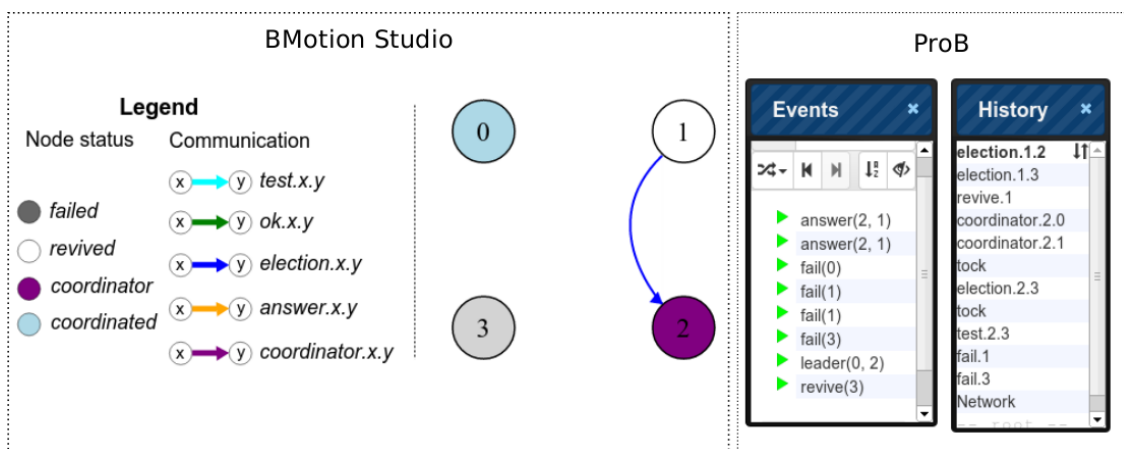 BMotion Studio
Legend
Node status
Communication
x y test.x.y
failed
x y ok.x.y
revived
x y election.x.y
coordinator
x y answer.x.y
coordinated
x y coordinator.x.y
0
1
3
2
ProB
Events ×
answer(2, 1)
answer(2, 1)
fail(0)
fail(1)
fail(1)
fail(3)
leader(0, 2)
revive(3)
History ×
election.1.2
election.1.3
revive.1
coordinator.2.0
coordinator.2.1
tock
election.2.3
tock
test.2.3
fail.1
fail.3
Network
-- root --